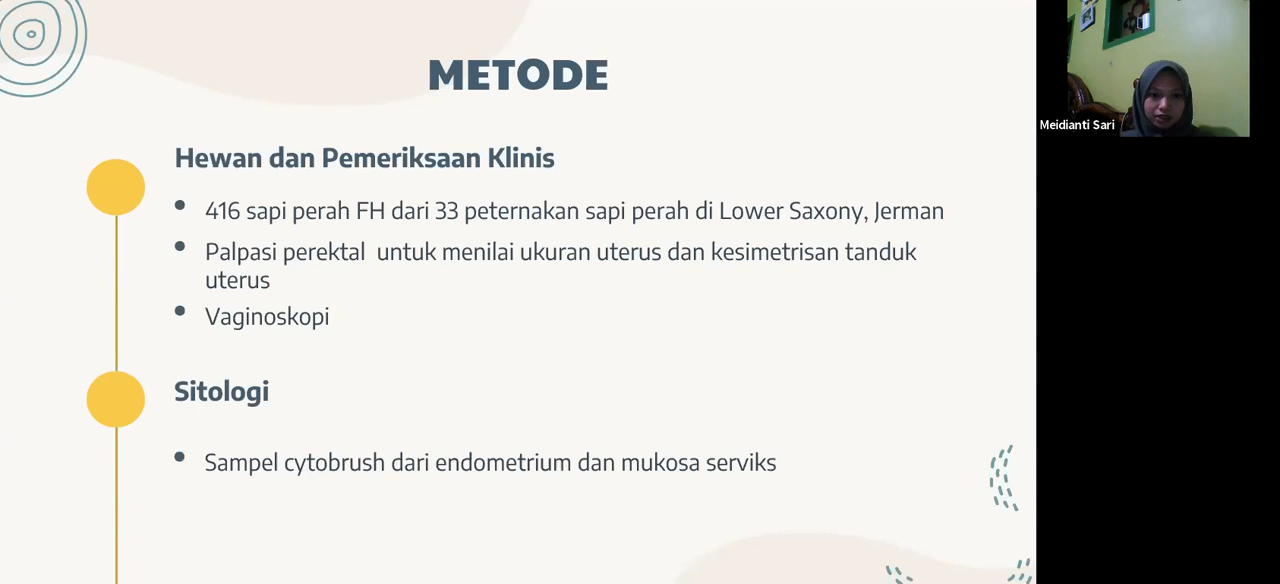 METODE
Hewan dan Pemeriksaan Klinis
• 416 sapi perah FH dari 33 peternakan sapi perah di Lower Saxony, Jerman
• Palpasi perektal  untuk menilai ukuran uterus dan kesimetrisan tanduk
uterus
• Vaginoskopi
Sitologi
• Sampel cytobrush dari endometrium dan mukosa serviks
Meidianti Sari